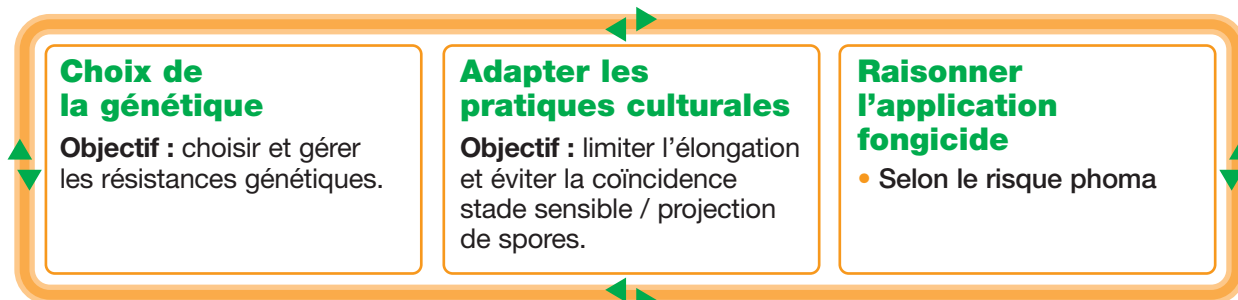 Choix de
la génétique
Objectif : choisir et gérer
les résistances génétiques.
Adapter les
pratiques culturales
Objectif : limiter l’élongation
et éviter la coïncidence
stade sensible / projection
de spores.
Raisonner
l’application
fongicide
• Selon le risque phoma